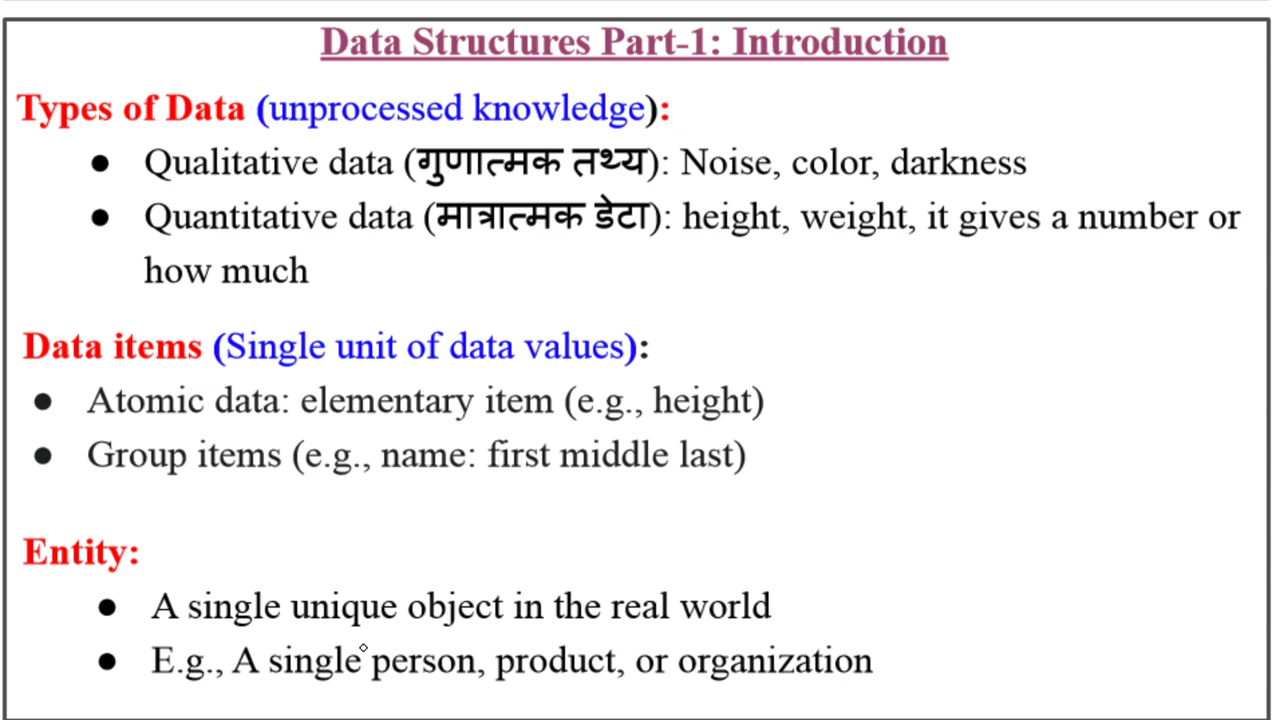 Data Structures Part-1: Introduction
Types of Data (unprocessed knowledge):
● Qualitative data (गुणात्मक तथ्य): Noise, color, darkness
● Quantitative data (मात्रात्मक डेटा): height, weight, it gives a number or
how much
Data items (Single unit of data values):
● Atomic data: elementary item (e.g., height)
● Group items (e.g., name: first middle last)
Entity:
● A single unique object in the real world
● E.g., A single person, product, or organization